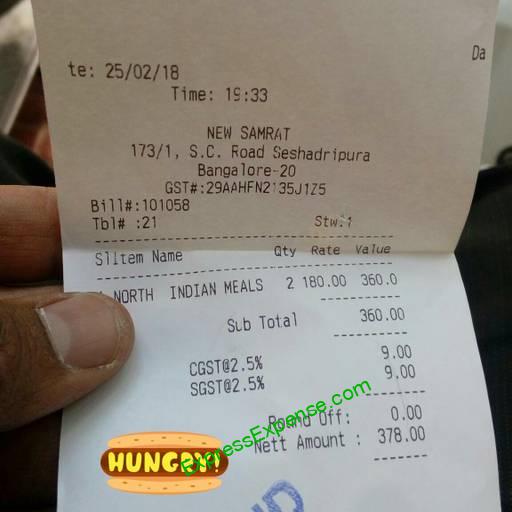 Da
te: 25/02/18
Time: 19:33
NEW SAMRAT
173/1, S.C. Road Seshadripura
Bangalore-20
GST#:29AAHFN2135J1Z5
Bill#:101058
Tbl# :21 Stw:1
SlItem Name Qty Rate Value
NORTH INDIAN MEALS 2 180.00 360.0
Sub Total 360.00
CGST@2.5% 9.00
SGST@2.5% 9.00
Round Off: 0.00
Nett Amount : 378.00
ExpressExpense.com
HUNGRY!